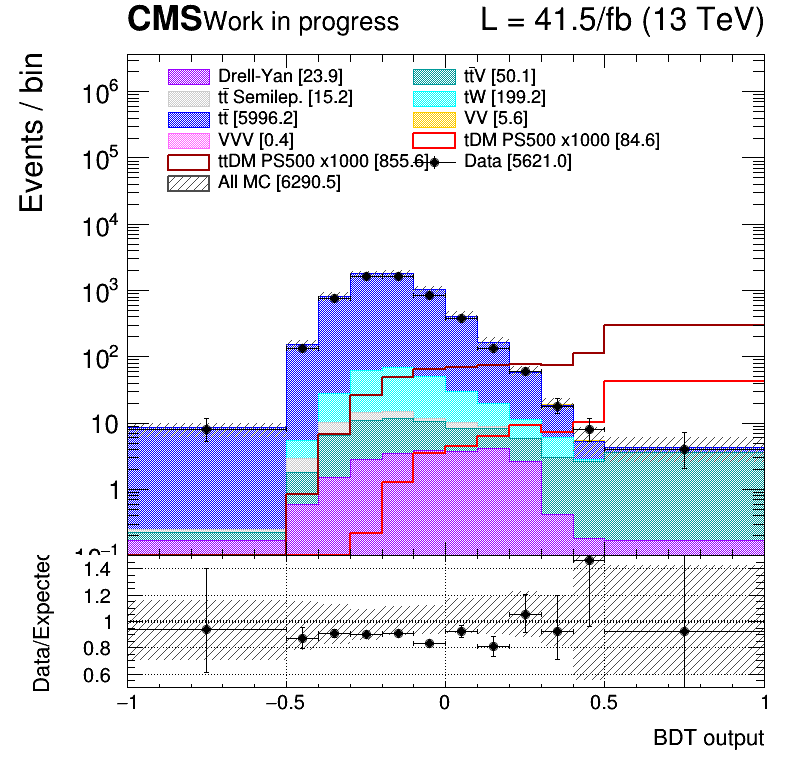 CMS Work in progress L = 41.5/fb (13 TeV)
Events / bin
Drell-Yan [23.9] tt̄V [50.1]
tt̄ Semilep. [15.2] tW [199.2]
tt̄ [5996.2] VV [5.6]
VVV [0.4] tDM PS500 x1000 [84.6]
ttDM PS500 x1000 [855.6] Data [5621.0]
All MC [6290.5]
10⁶
10⁵
10⁴
10³
10²
10
1
10⁻¹
Data/Expected
1.4
1.2
1
0.8
0.6
−1 −0.5 0 0.5 1
BDT output